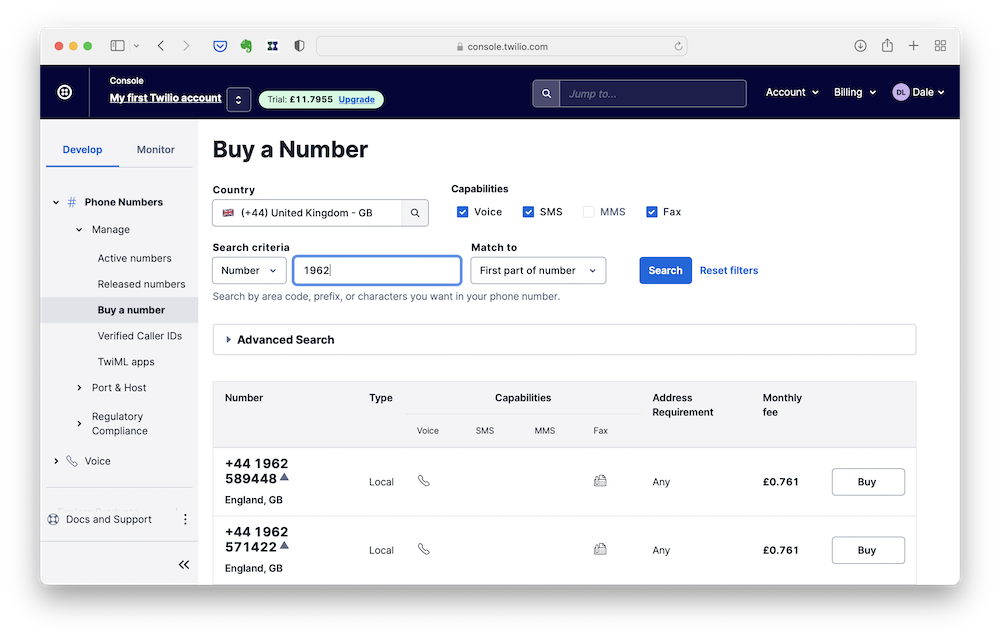 console.twilio.com
Console
My first Twilio account
Trial: £11.7955 Upgrade
Jump to...
Account
Billing
DL Dale
Develop
Monitor
# Phone Numbers
Manage
Active numbers
Released numbers
Buy a number
Verified Caller IDs
TwiML apps
Port & Host
Regulatory
Compliance
Voice
Docs and Support
Buy a Number
Country
(+44) United Kingdom - GB
Capabilities
Voice
SMS
MMS
Fax
Search criteria
Number
1962
Match to
First part of number
Search
Reset filters
Search by area code, prefix, or characters you want in your phone number.
Advanced Search
Number
Type
Capabilities
Address
Requirement
Monthly
fee
Voice
SMS
MMS
Fax
+44 1962
589448
England, GB
Local
Any
£0.761
Buy
+44 1962
571422
England, GB
Local
Any
£0.761
Buy